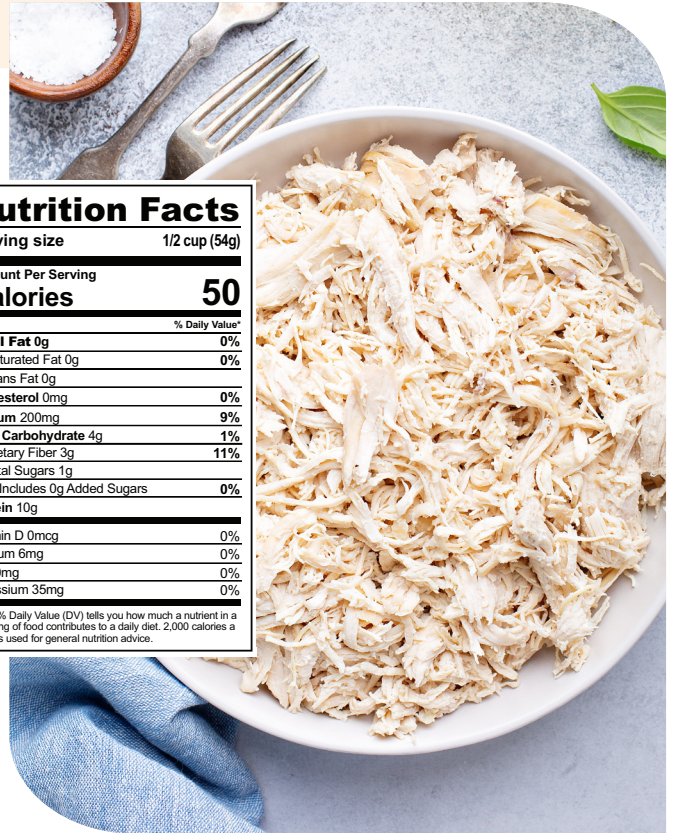 utrition Facts
ving size 1/2 cup (54g)
unt Per Serving
alories 50
% Daily Value*
l Fat 0g 0%
turated Fat 0g 0%
ans Fat 0g
esterol 0mg 0%
um 200mg 9%
Carbohydrate 4g 1%
etary Fiber 3g 11%
tal Sugars 1g
Includes 0g Added Sugars 0%
ein 10g
in D 0mcg 0%
um 6mg 0%
mg 0%
ssium 35mg 0%
% Daily Value (DV) tells you how much a nutrient in a
ng of food contributes to a daily diet. 2,000 calories a
s used for general nutrition advice.